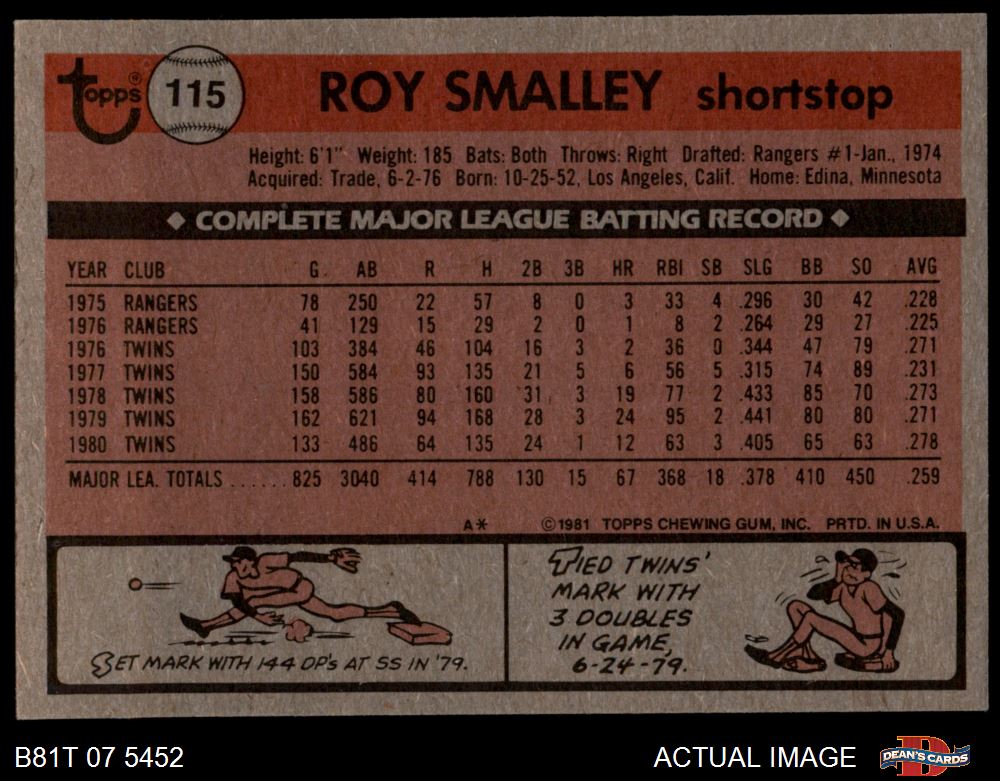 Topps® 115 ROY SMALLEY shortstop
Height: 6'1" Weight: 185 Bats: Both Throws: Right Drafted: Rangers #1-Jan., 1974
Acquired: Trade, 6-2-76 Born: 10-25-52, Los Angeles, Calif. Home: Edina, Minnesota
◆ COMPLETE MAJOR LEAGUE BATTING RECORD ◆
YEAR CLUB G AB R H 2B 3B HR RBI SB SLG BB SO AVG
1975 RANGERS 78 250 22 57 8 0 3 33 4 .296 30 42 .228
1976 RANGERS 41 129 15 29 2 0 1 8 2 .264 29 27 .225
1976 TWINS 103 384 46 104 16 3 2 36 0 .344 47 79 .271
1977 TWINS 150 584 93 135 21 5 6 56 5 .315 74 89 .231
1978 TWINS 158 586 80 160 31 3 19 77 2 .433 85 70 .273
1979 TWINS 162 621 94 168 28 3 24 95 2 .441 80 80 .271
1980 TWINS 133 486 64 135 24 1 12 63 3 .405 65 63 .278
MAJOR LEA. TOTALS ...... 825 3040 414 788 130 15 67 368 18 .378 410 450 .259
A* ©1981 TOPPS CHEWING GUM, INC. PRTD. IN U.S.A.
SET MARK WITH 144 DP's AT SS IN '79.
TIED TWINS'
MARK WITH
3 DOUBLES
IN GAME,
6-24-79.
B81T 07 5452 ACTUAL IMAGE DEAN'S CARDS